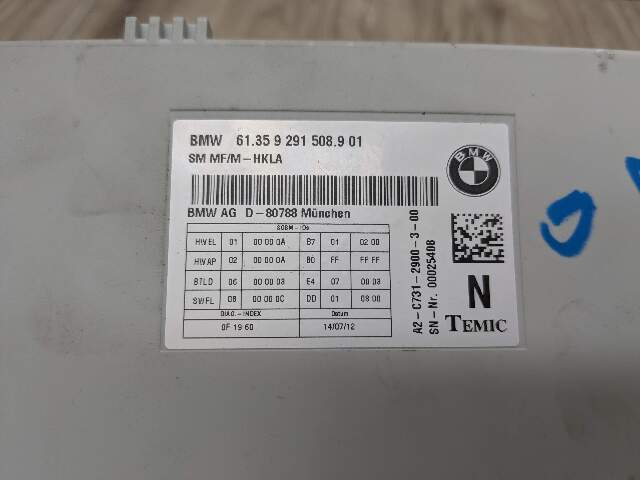 BMW 61.35 9 291 508.9 01
SM MF/M-HKLA
BMW
BMW AG D-80788 München
SGBM-IDs
HWEL 01 00 00 0A B7 01 02 00
HWAP 02 00 00 0A B0 FF FF FF
BTLD 06 00 00 03 E4 07 00 03
SWFL 08 00 00 0C DD 01 08 00
DIAG.-INDEX Datum
0F 19 60 14/07/12
A2-C731-2900-3-00
SN-Nr. 00025408
N
TEMIC